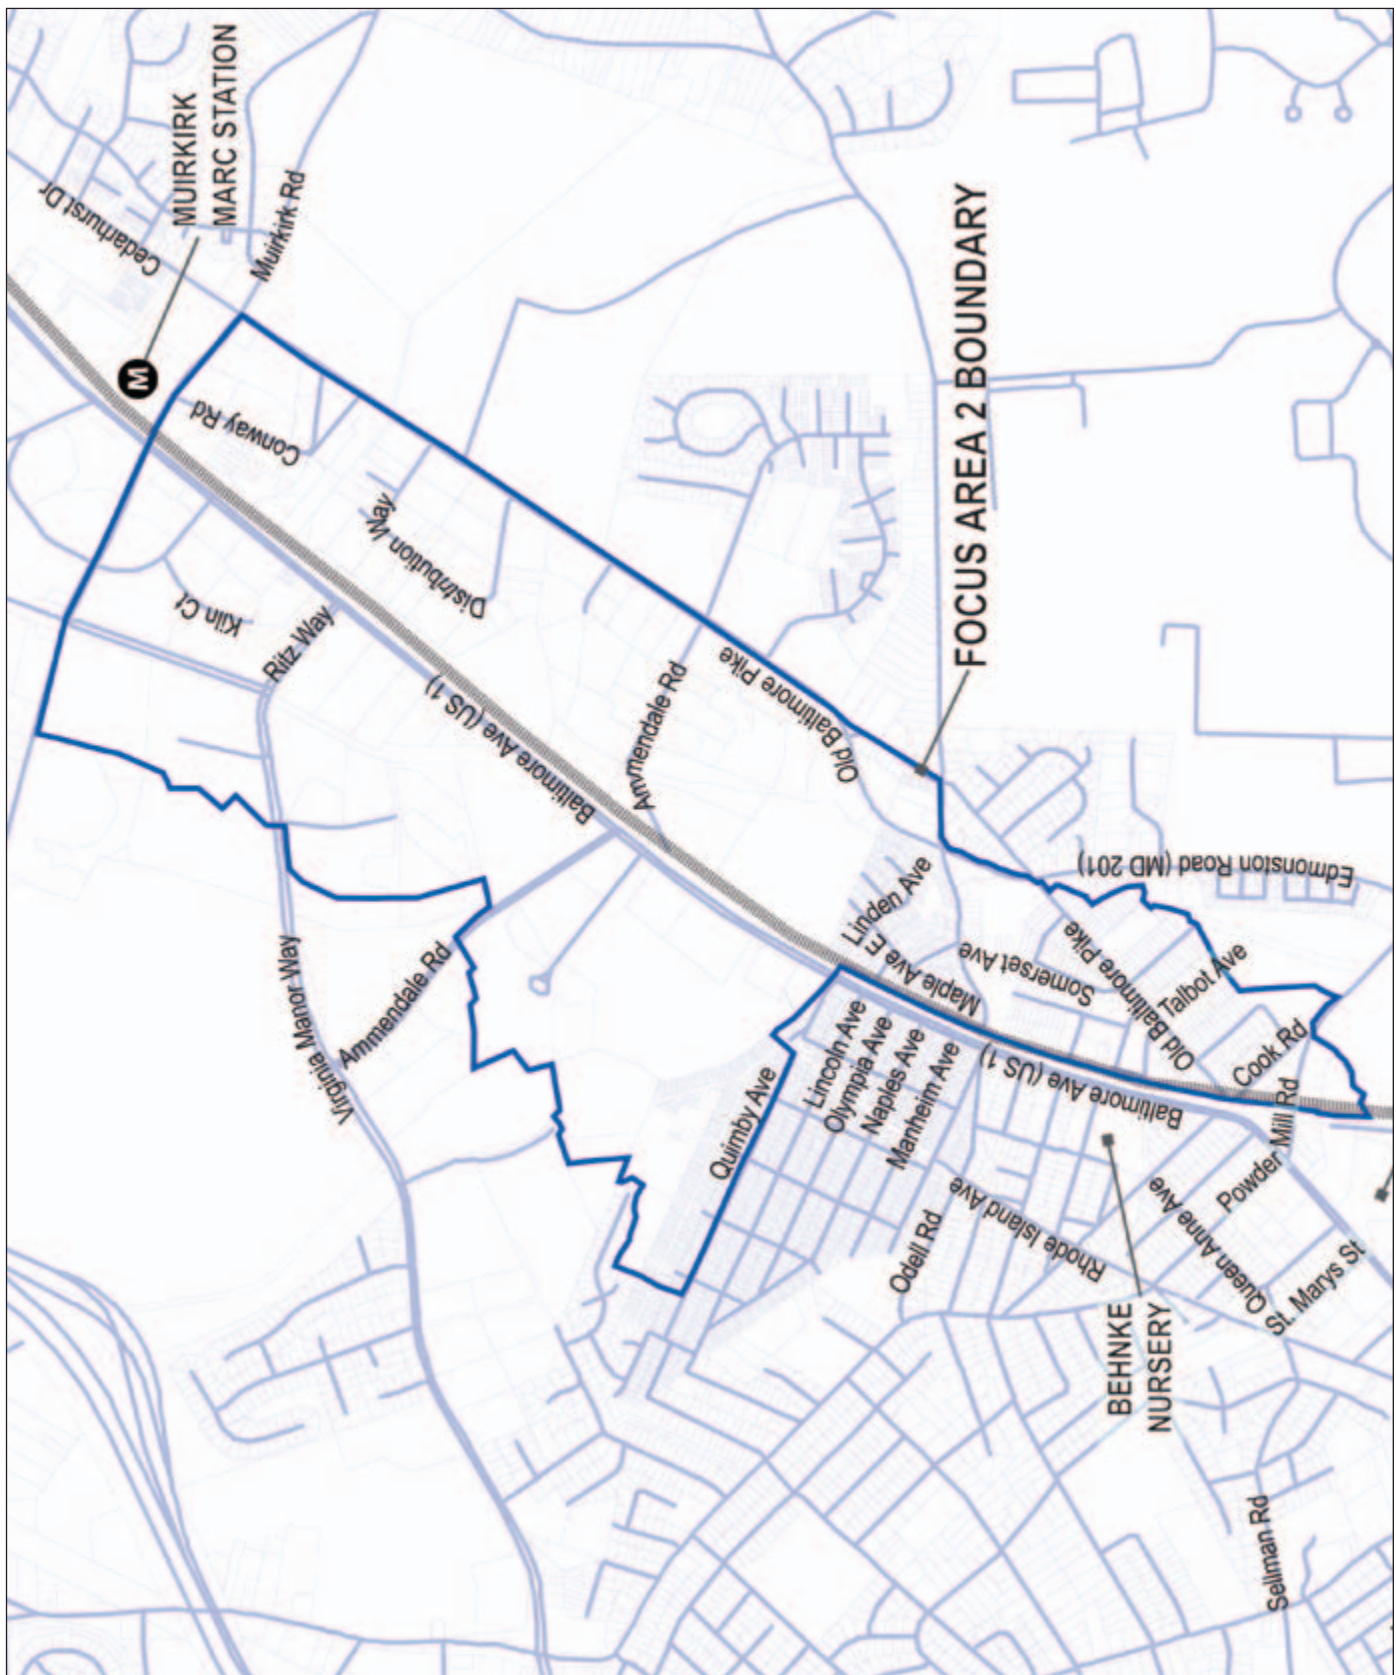 MUIRKIRK
MARC STATION
Cedarhurst Dr
Muirkirk Rd
M
Conway Rd
Kiln Ct
Ritz Way
Distribution Way
Baltimore Ave (US 1)
Ammendale Rd
Old Baltimore Pike
FOCUS AREA 2 BOUNDARY
Virginia Manor Way
Ammendale Rd
Linden Ave
Maple Ave E
Somerset Ave
Edmonston Road (MD 201)
Old Baltimore Pike
Talbot Ave
Cook Rd
Quimby Ave
Lincoln Ave
Olympia Ave
Naples Ave
Manheim Ave
Baltimore Ave (US 1)
Odell Rd
Rhode Island Ave
Queen Anne Ave
Powder Mill Rd
St. Marys St
BEHNKE
NURSERY
Sellman Rd